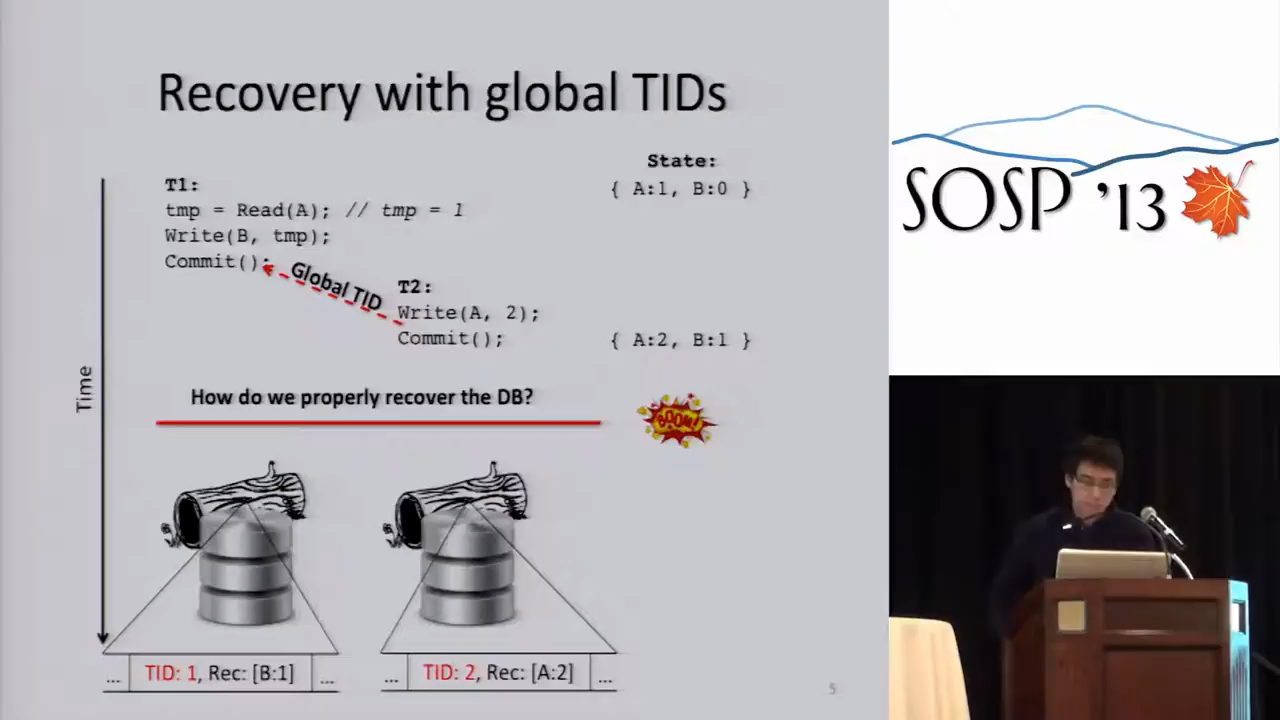 Recovery with global TIDs
State:
T1:
{ A:1, B:0 }
tmp = Read(A); // tmp = 1
Write(B, tmp);
Commit();
Global TID
T2:
Write(A, 2);
Commit();
{ A:2, B:1 }
Time
How do we properly recover the DB?
BOOM!
... TID: 1, Rec: [B:1] ...
... TID: 2, Rec: [A:2] ...
5
SOSP '13